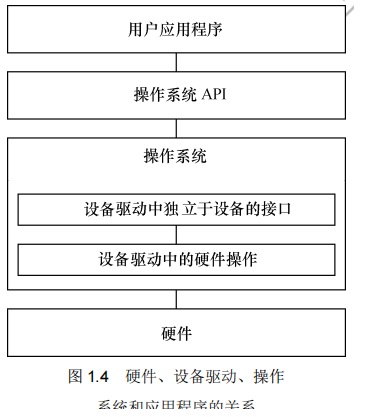 用户应用程序
操作系统 API
操作系统
设备驱动中独立于设备的接口
设备驱动中的硬件操作
硬件
图 1.4 硬件、设备驱动、操作
系统和应用程序的关系